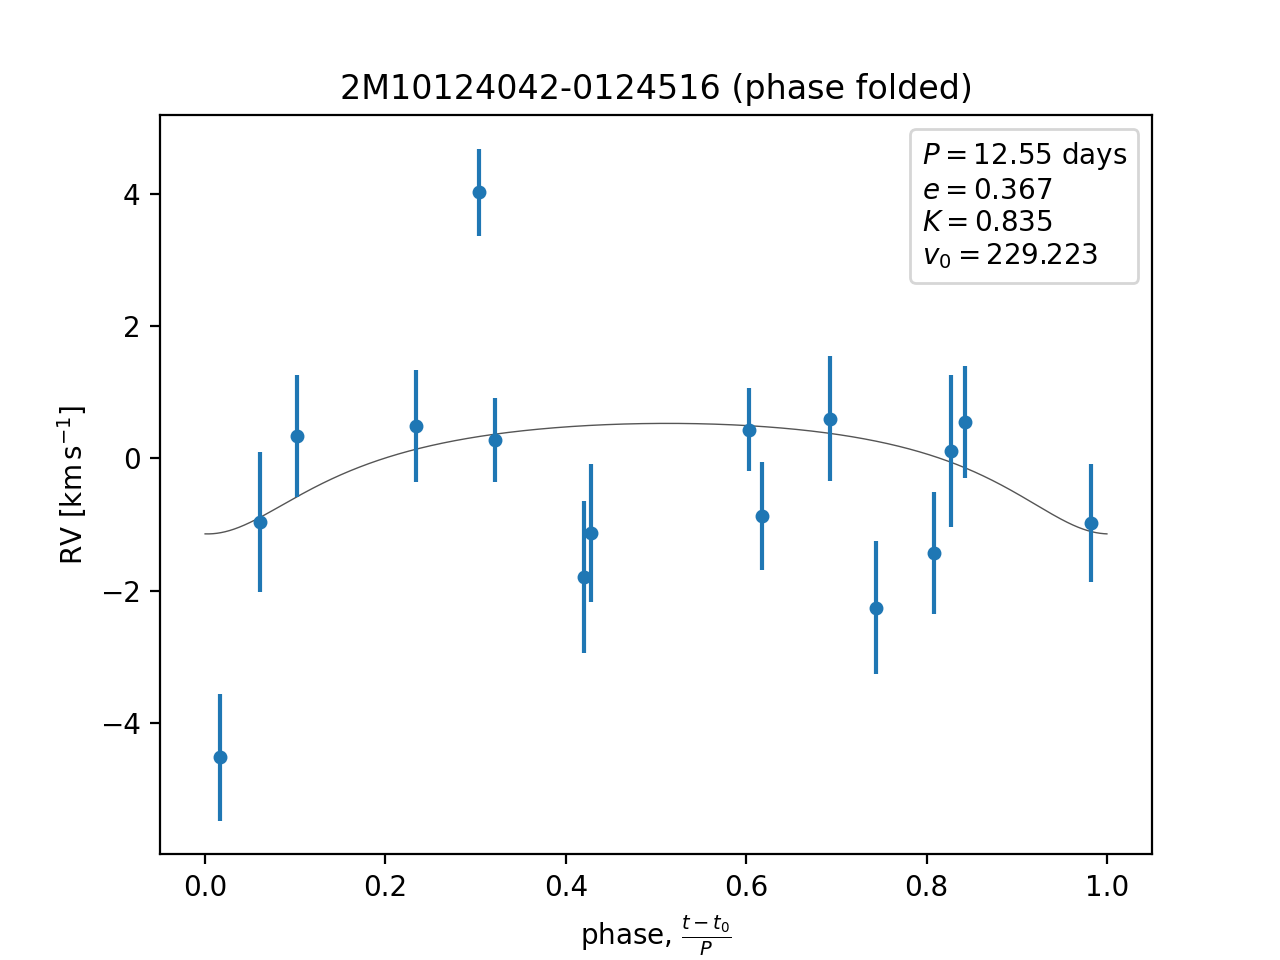 2M10124042-0124516 (phase folded)
P = 12.55 days
e = 0.367
K = 0.835
v₀ = 229.223
RV [km s⁻¹]
4
2
0
−2
−4
0.0 0.2 0.4 0.6 0.8 1.0
phase, (t − t₀)/P